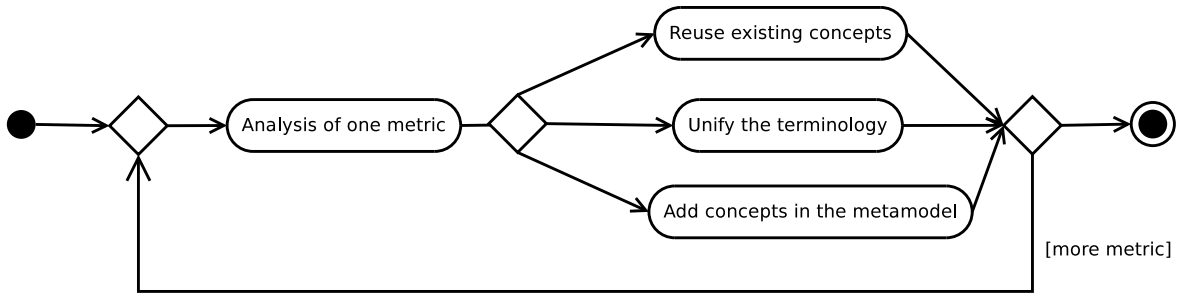 Reuse existing concepts
Analysis of one metric
Unify the terminology
Add concepts in the metamodel
[more metric]